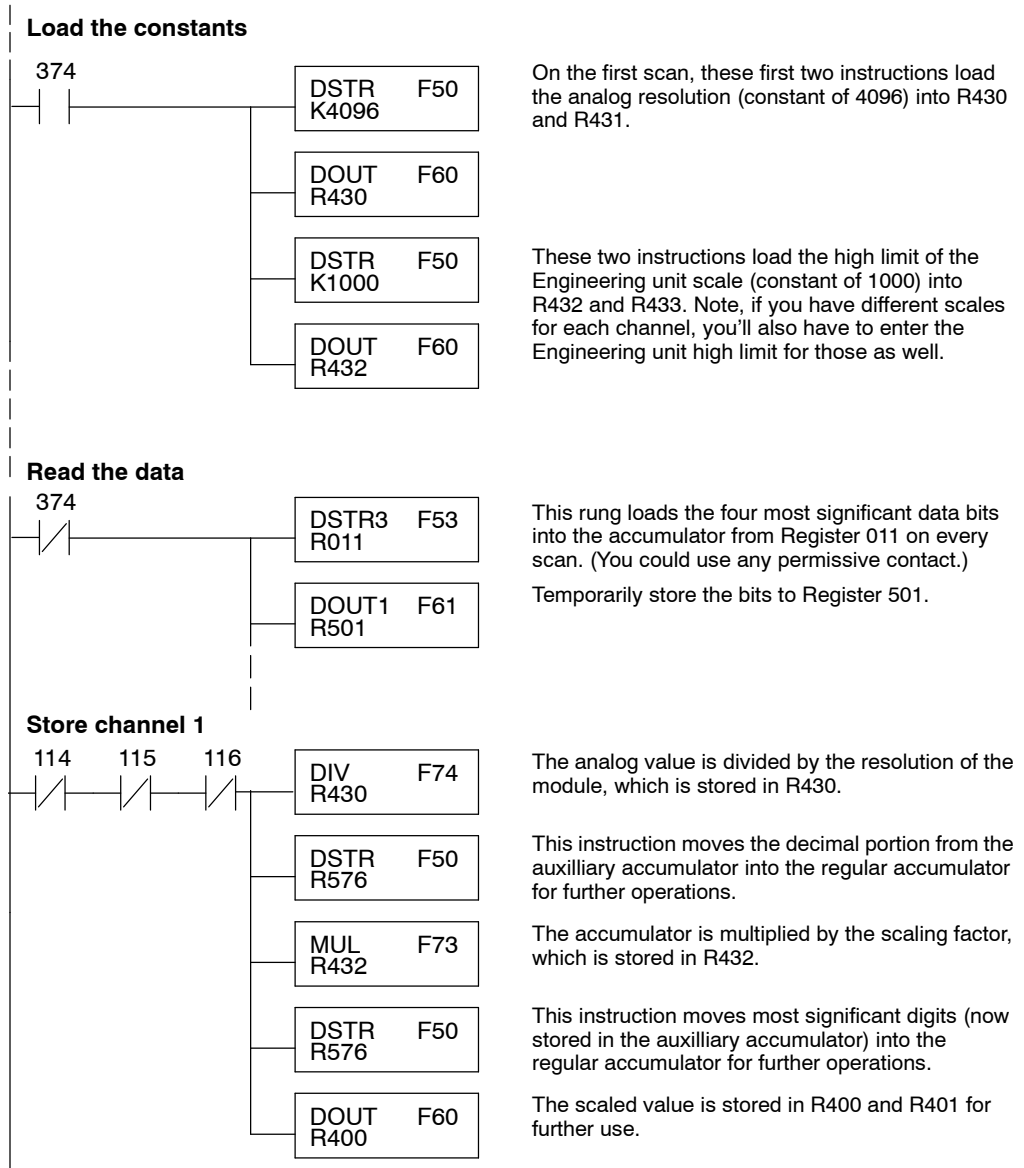 Load the constants
374
DSTR F50
K4096
On the first scan, these first two instructions load
the analog resolution (constant of 4096) into R430
and R431.
DOUT F60
R430
DSTR F50
K1000
These two instructions load the high limit of the
Engineering unit scale (constant of 1000) into
R432 and R433. Note, if you have different scales
for each channel, you'll also have to enter the
Engineering unit high limit for those as well.
DOUT F60
R432
Read the data
374
DSTR3 F53
R011
This rung loads the four most significant data bits
into the accumulator from Register 011 on every
scan. (You could use any permissive contact.)
DOUT1 F61
R501
Temporarily store the bits to Register 501.
Store channel 1
114 115 116
DIV F74
R430
The analog value is divided by the resolution of the
module, which is stored in R430.
DSTR F50
R576
This instruction moves the decimal portion from the
auxilliary accumulator into the regular accumulator
for further operations.
MUL F73
R432
The accumulator is multiplied by the scaling factor,
which is stored in R432.
DSTR F50
R576
This instruction moves most significant digits (now
stored in the auxilliary accumulator) into the
regular accumulator for further operations.
DOUT F60
R400
The scaled value is stored in R400 and R401 for
further use.